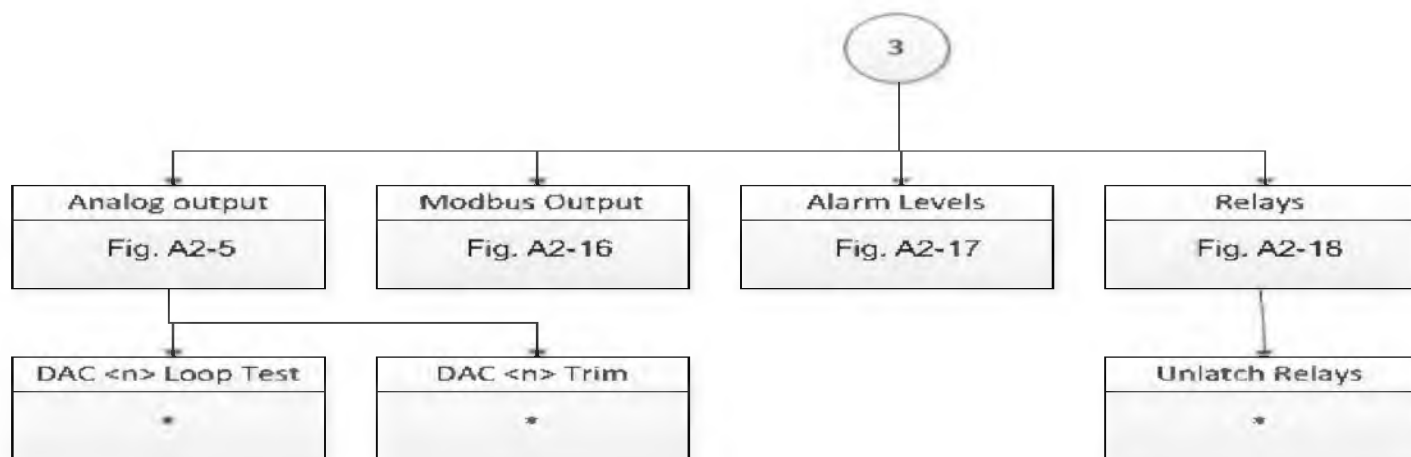 3
Analog output
Fig. A2-5
Modbus Output
Fig. A2-16
Alarm Levels
Fig. A2-17
Relays
Fig. A2-18
DAC <n> Loop Test
*
DAC <n> Trim
*
Unlatch Relays
*